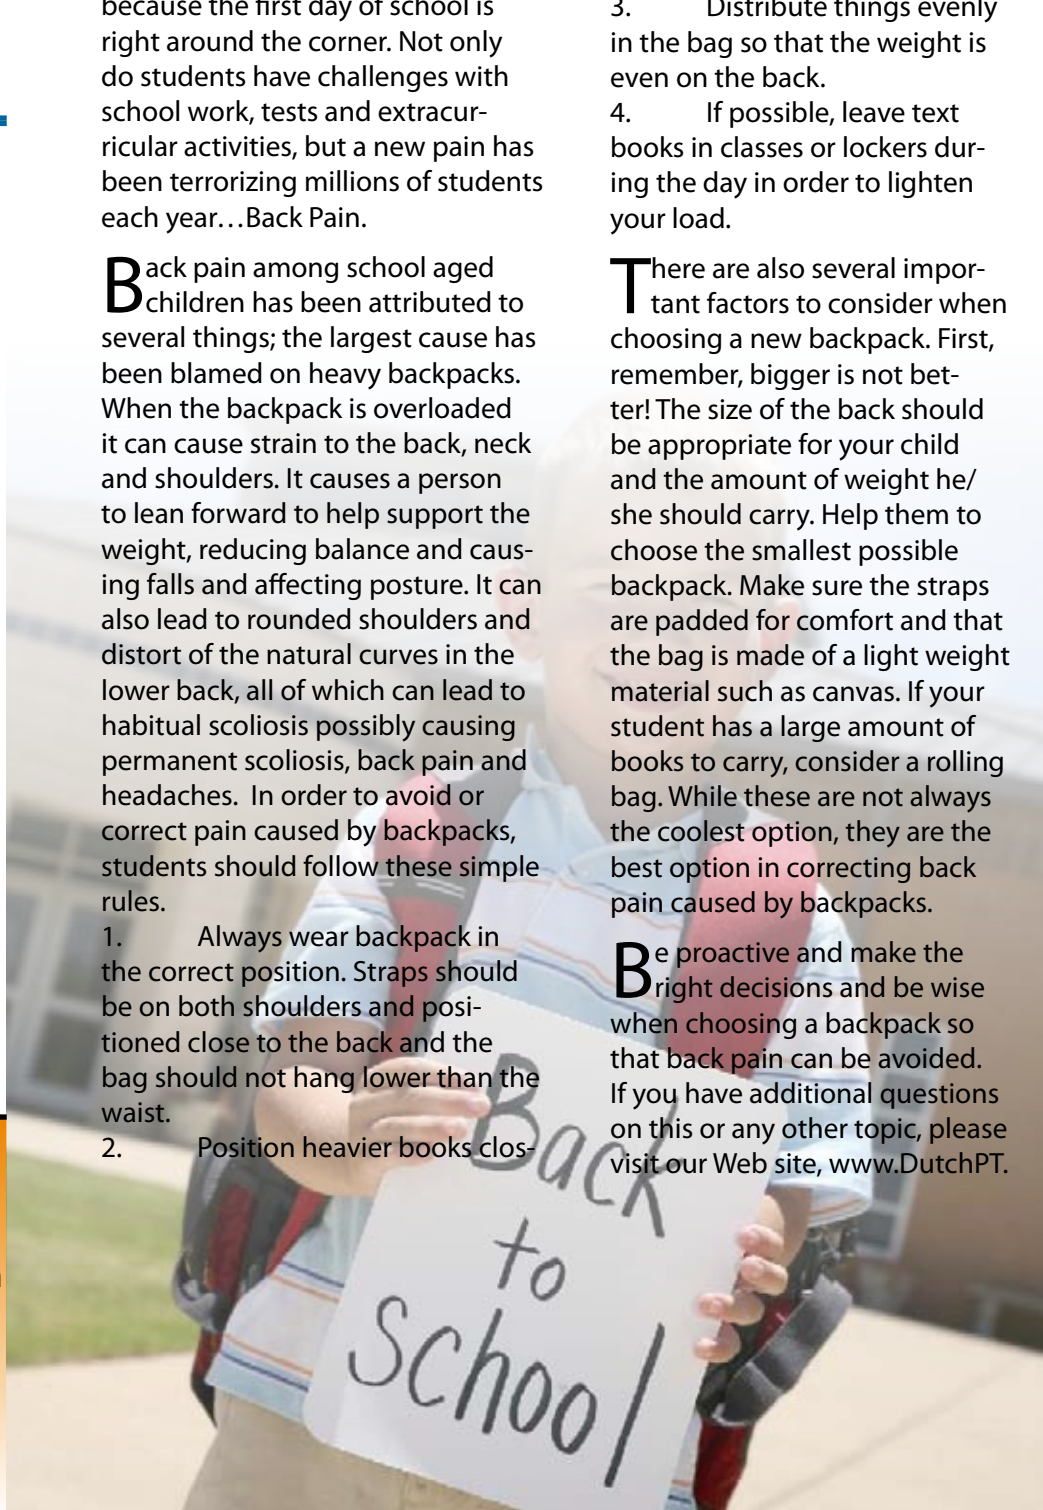 because the first day of school is
right around the corner. Not only
do students have challenges with
school work, tests and extracur-
ricular activities, but a new pain has
been terrorizing millions of students
each year…Back Pain.
Back pain among school aged
children has been attributed to
several things; the largest cause has
been blamed on heavy backpacks.
When the backpack is overloaded
it can cause strain to the back, neck
and shoulders. It causes a person
to lean forward to help support the
weight, reducing balance and caus-
ing falls and affecting posture. It can
also lead to rounded shoulders and
distort of the natural curves in the
lower back, all of which can lead to
habitual scoliosis possibly causing
permanent scoliosis, back pain and
headaches.  In order to avoid or
correct pain caused by backpacks,
students should follow these simple
rules.
1. Always wear backpack in
the correct position. Straps should
be on both shoulders and posi-
tioned close to the back and the
bag should not hang lower than the
waist.
2. Position heavier books clos-
3. Distribute things evenly
in the bag so that the weight is
even on the back.
4. If possible, leave text
books in classes or lockers dur-
ing the day in order to lighten
your load.
There are also several impor-
tant factors to consider when
choosing a new backpack. First,
remember, bigger is not bet-
ter! The size of the back should
be appropriate for your child
and the amount of weight he/
she should carry. Help them to
choose the smallest possible
backpack. Make sure the straps
are padded for comfort and that
the bag is made of a light weight
material such as canvas. If your
student has a large amount of
books to carry, consider a rolling
bag. While these are not always
the coolest option, they are the
best option in correcting back
pain caused by backpacks.
Be proactive and make the
right decisions and be wise
when choosing a backpack so
that back pain can be avoided.
If you have additional questions
on this or any other topic, please
visit our Web site, www.DutchPT.
Back
to
School